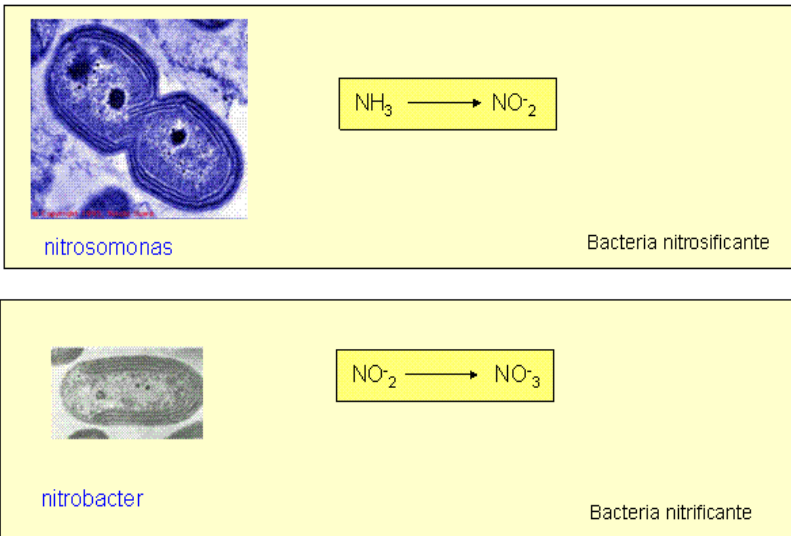 NH₃ → NO⁻₂
nitrosomonas
Bacteria nitrosificante
NO⁻₂ → NO⁻₃
nitrobacter
Bacteria nitrificante